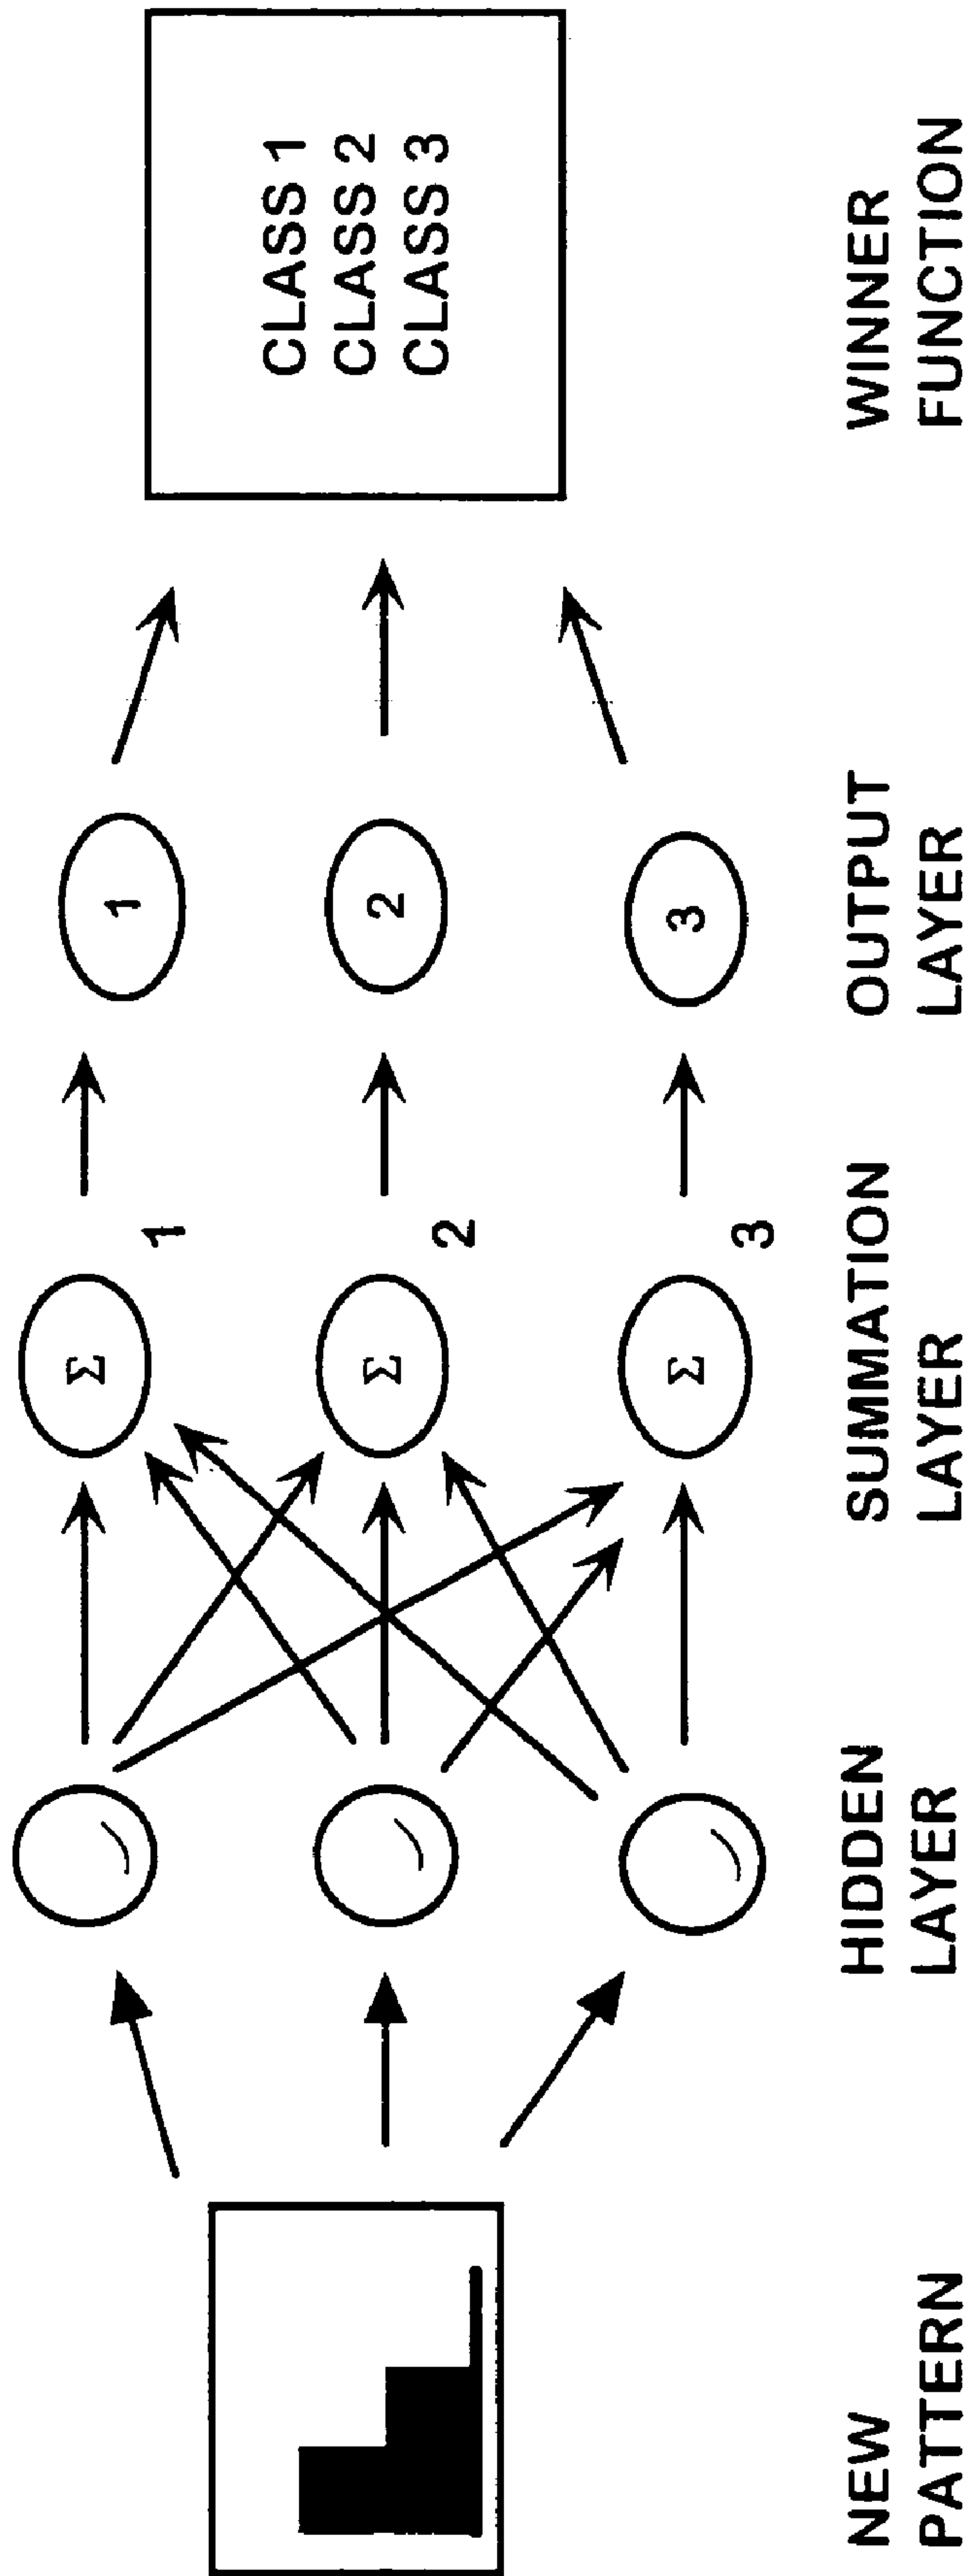 CLASS 1
CLASS 2
CLASS 3
1
2
3
1
2
3
Σ
Σ
Σ
NEW
PATTERN
HIDDEN
LAYER
SUMMATION
LAYER
OUTPUT
LAYER
WINNER
FUNCTION